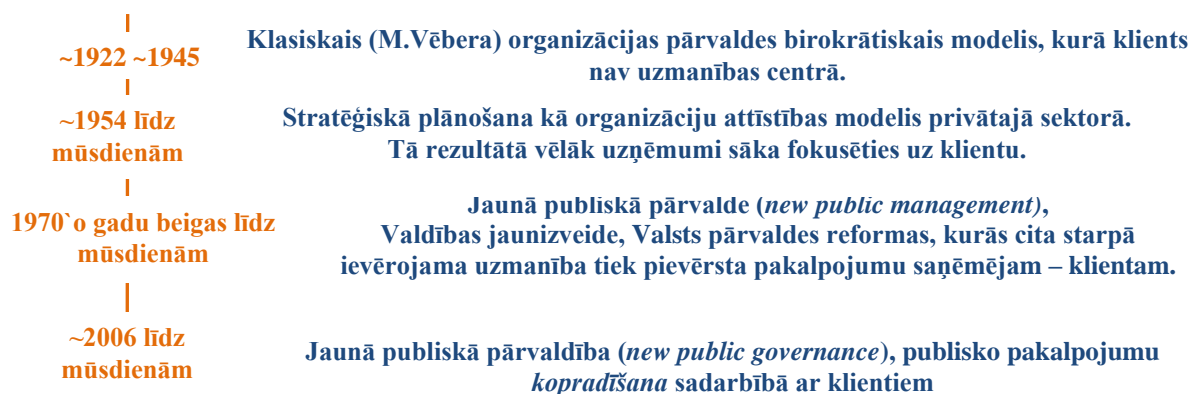 ~1922 ~1945
Klasiskais (M.Vēbera) organizācijas pārvaldes birokrātiskais modelis, kurā klients
nav uzmanības centrā.
~1954 līdz
mūsdienām
Stratēģiskā plānošana kā organizāciju attīstības modelis privātajā sektorā.
Tā rezultātā vēlāk uzņēmumi sāka fokusēties uz klientu.
1970`o gadu beigas līdz
mūsdienām
Jaunā publiskā pārvalde (new public management),
Valdības jaunizveide, Valsts pārvaldes reformas, kurās cita starpā
ievērojama uzmanība tiek pievērsta pakalpojumu saņēmējam – klientam.
~2006 līdz
mūsdienām
Jaunā publiskā pārvaldība (new public governance), publisko pakalpojumu
kopradīšana sadarbībā ar klientiem